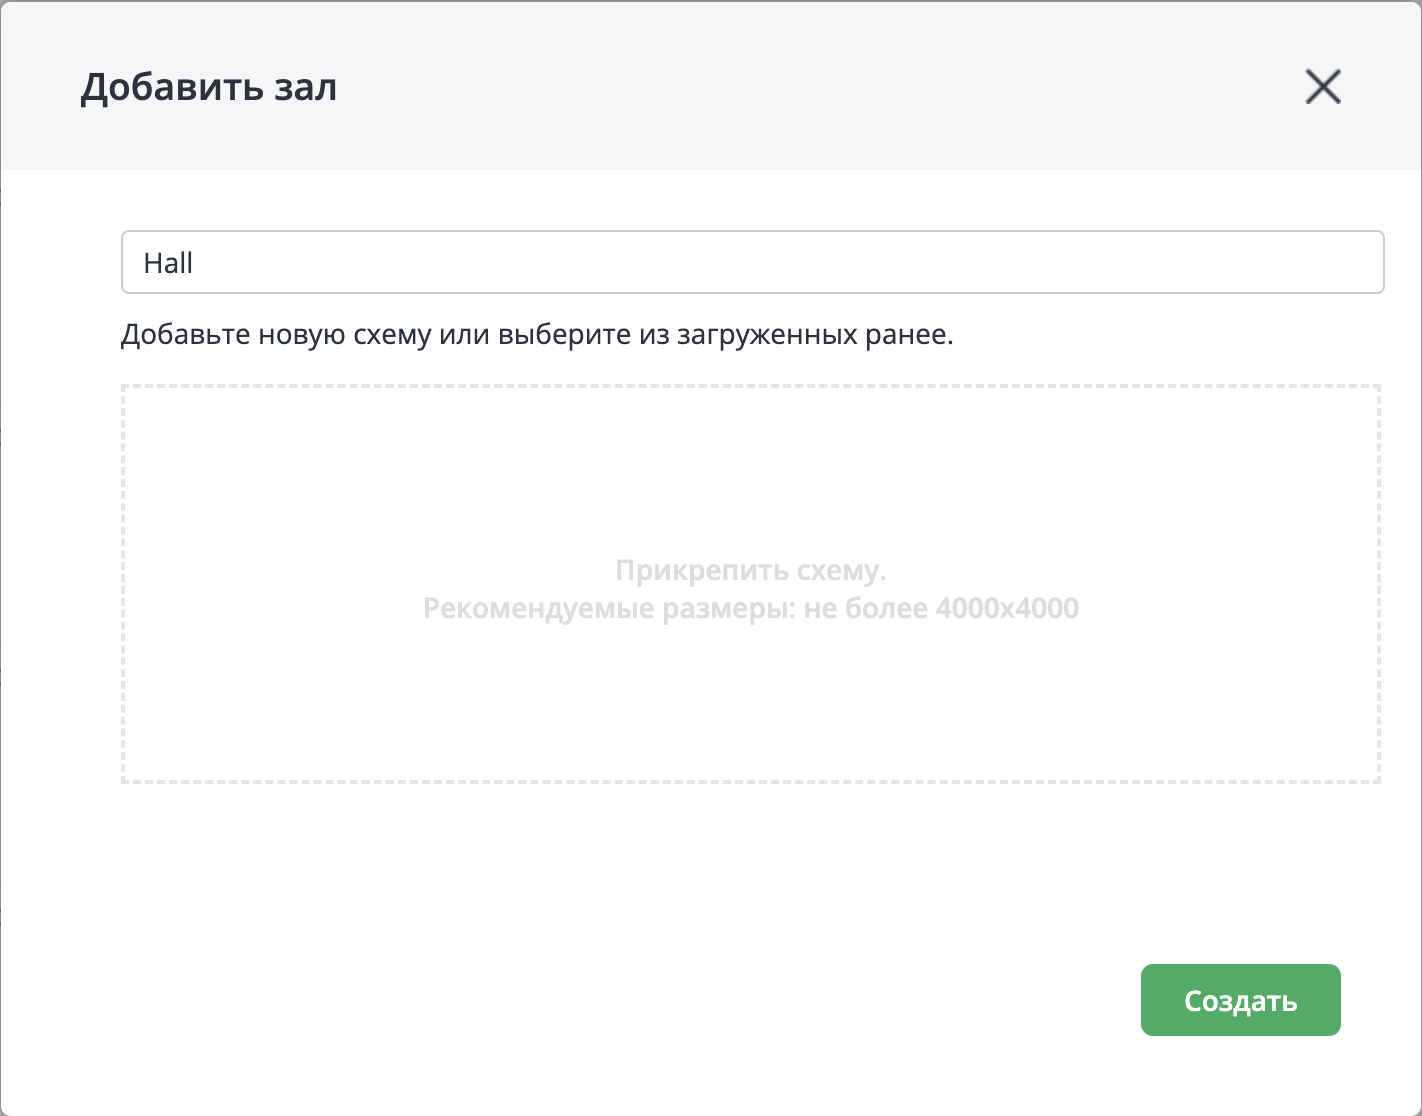 Добавить зал
Hall
Добавьте новую схему или выберите из загруженных ранее.
Прикрепить схему.
Рекомендуемые размеры: не более 4000x4000
Создать